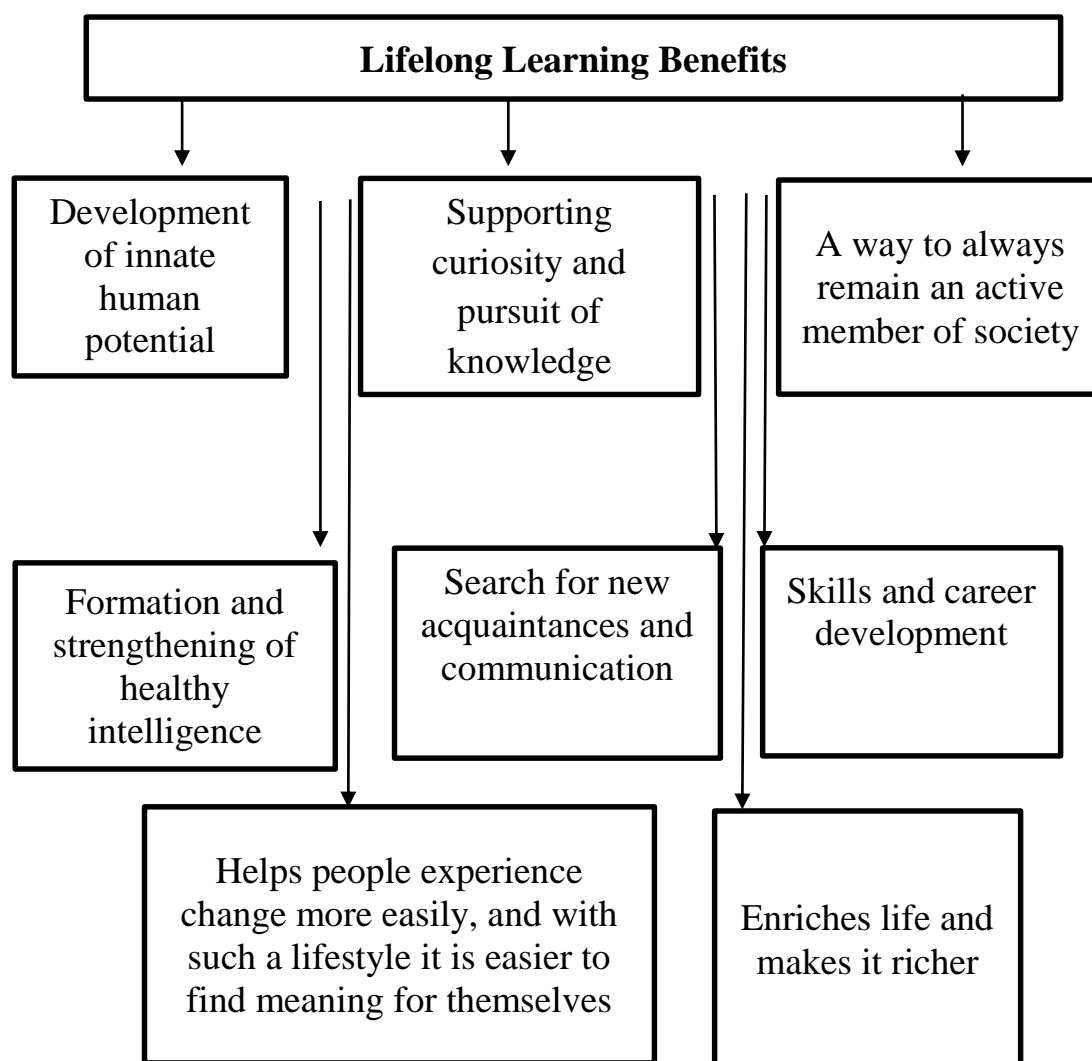 Lifelong Learning Benefits
Development
of innate
human
potential
Supporting
curiosity and
pursuit of
knowledge
A way to always
remain an active
member of society
Formation and
strengthening of
healthy
intelligence
Search for new
acquaintances and
communication
Skills and career
development
Helps people experience
change more easily, and with
such a lifestyle it is easier to
find meaning for themselves
Enriches life and
makes it richer